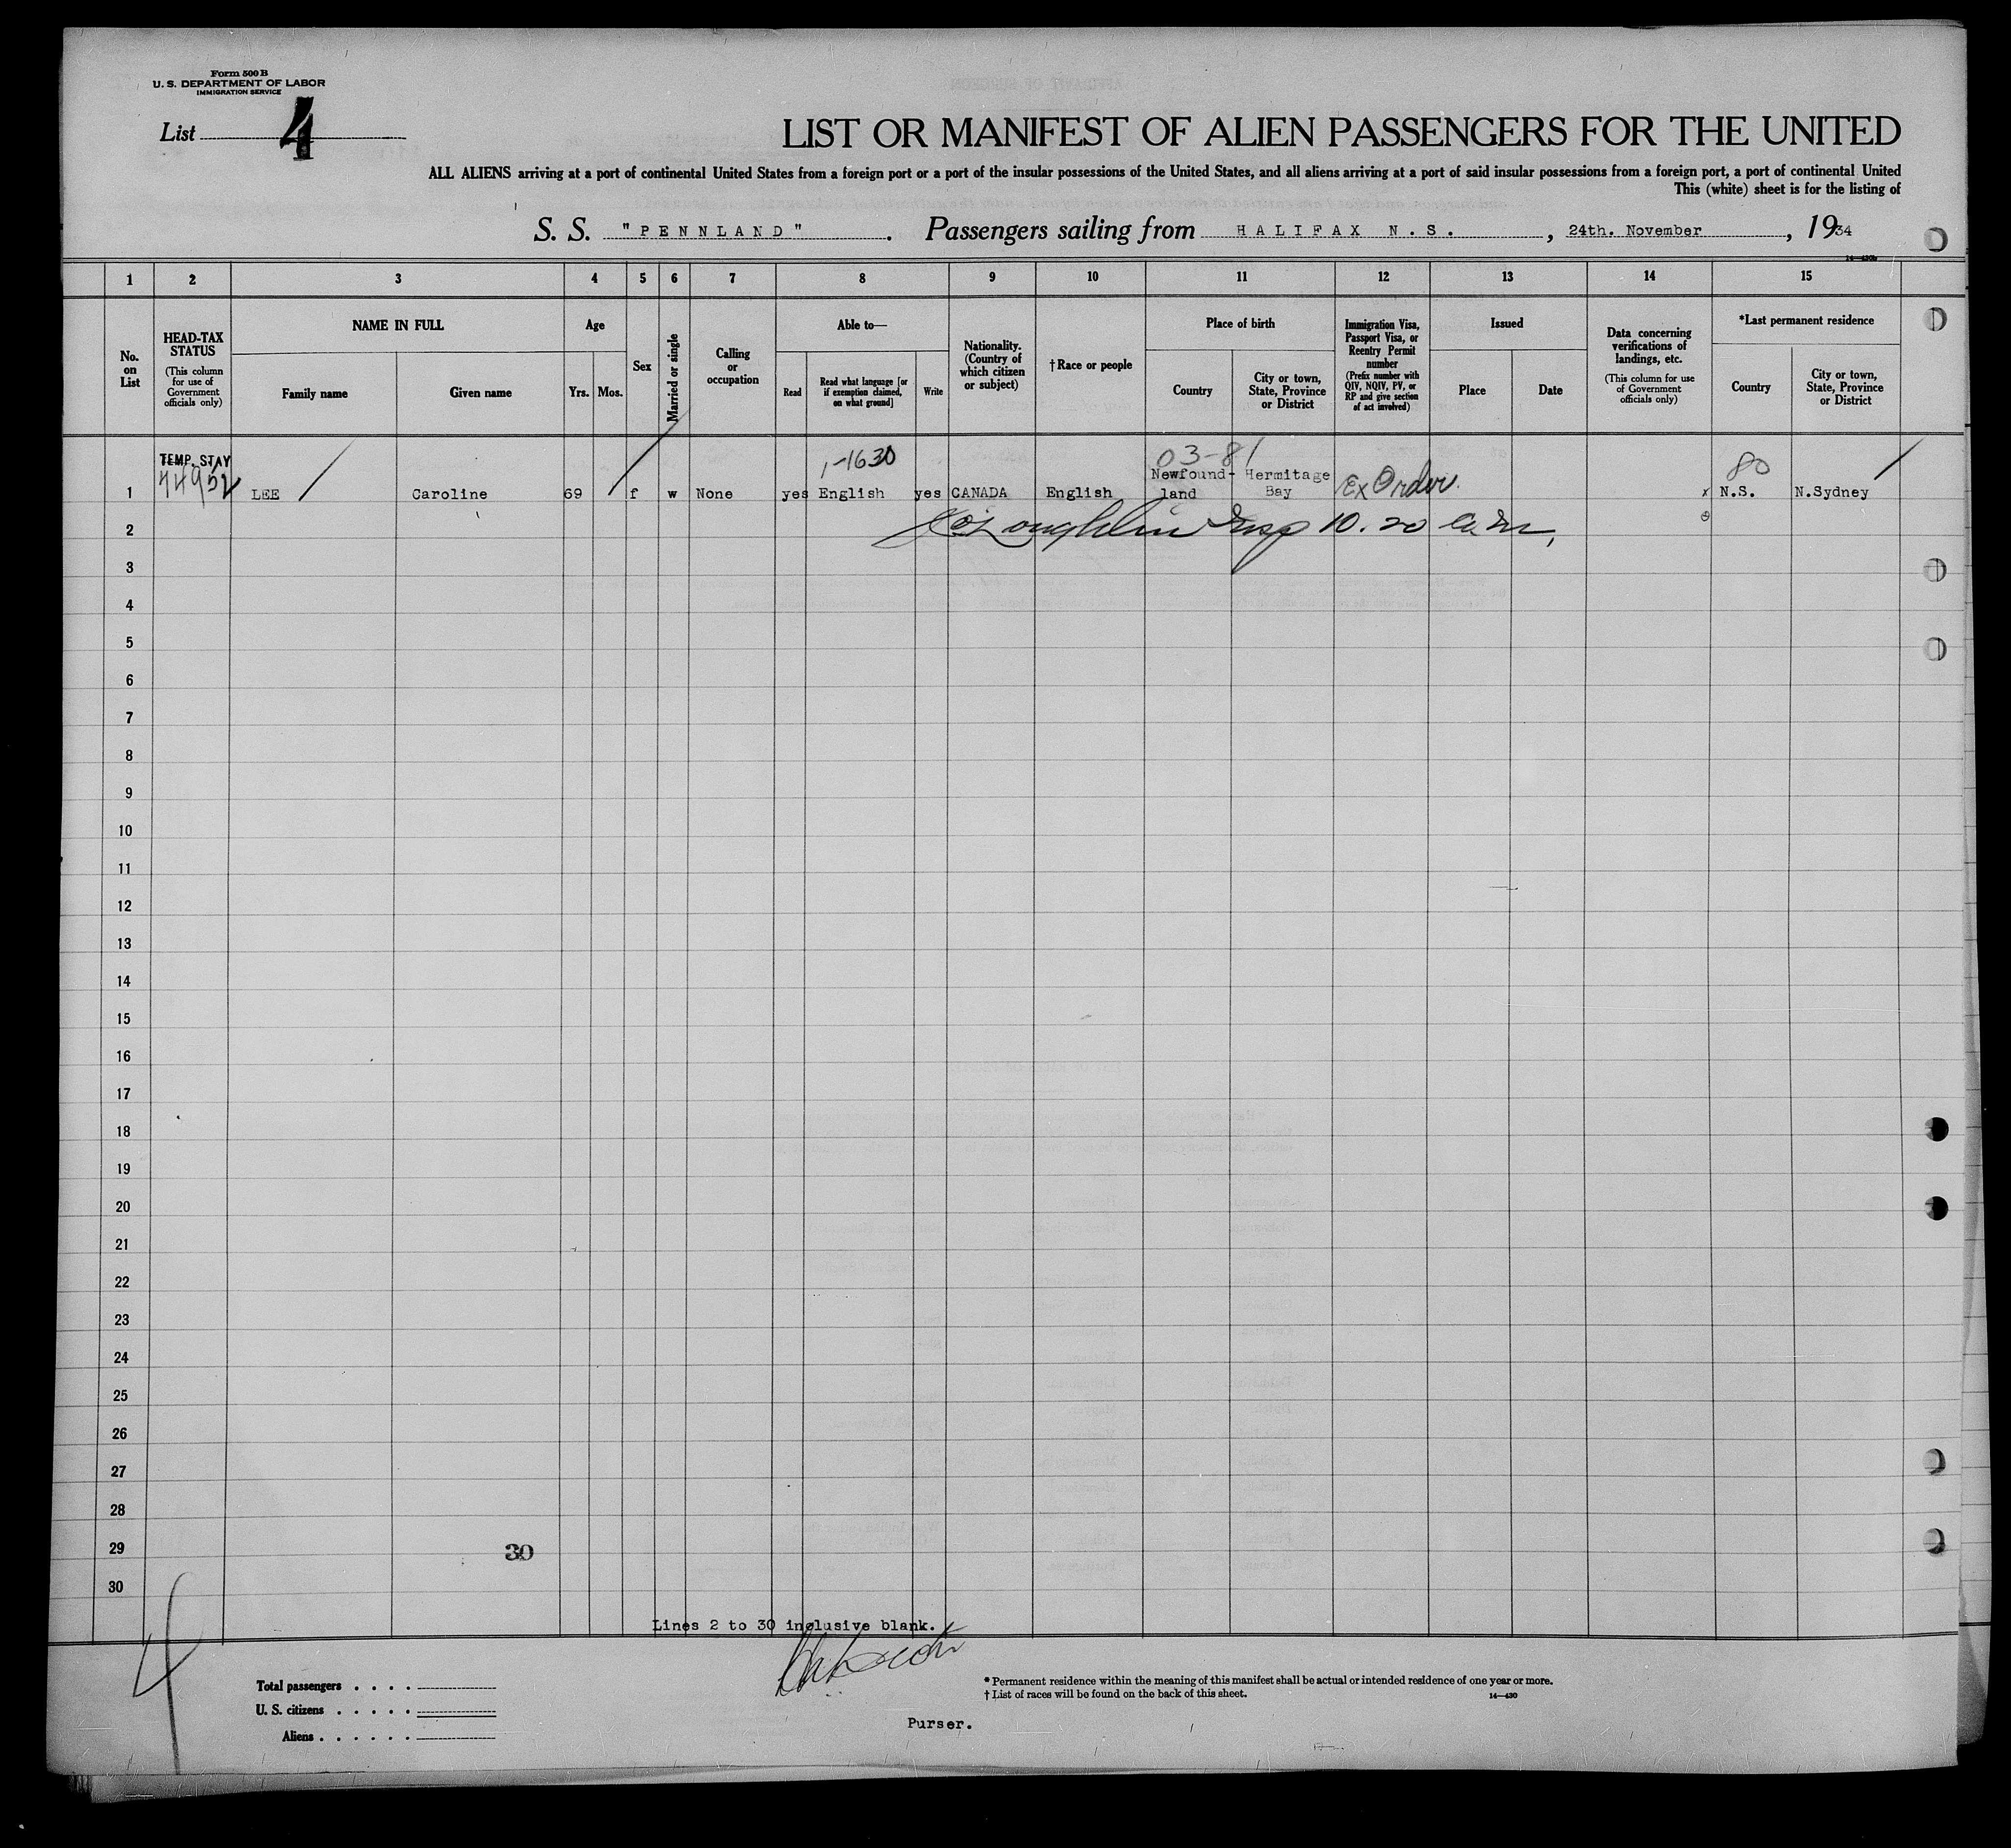 Form 500 B
U. S. DEPARTMENT OF LABOR
IMMIGRATION SERVICE
List 4
LIST OR MANIFEST OF ALIEN PASSENGERS FOR THE UNITED
ALL ALIENS arriving at a port of continental United States from a foreign port or a port of the insular possessions of the United States, and all aliens arriving at a port of said insular possessions from a foreign port, a port of continental United
This (white) sheet is for the listing of
S. S. "PENNLAND". Passengers sailing from HALIFAX N.S., 24th. November, 1934
1 2 3 4 5 6 7 8 9 10 11 12 13 14 15
No. on List
HEAD-TAX STATUS (This column for use of Government officials only)
NAME IN FULL
Family name
Given name
Age
Yrs. Mos.
Sex
Married or single
Calling or occupation
Able to—
Read
Read what language [or if exemption claimed, on what ground]
Write
Nationality. (Country of which citizen or subject)
† Race or people
Place of birth
Country
City or town, State, Province or District
Immigration Visa, Passport Visa, or Reentry Permit number (Prefix number with QIV, NQIV, PV, or RP and give section of act involved)
Issued
Place
Date
Data concerning verifications of landings, etc. (This column for use of Government officials only)
*Last permanent residence
Country
City or town, State, Province or District
TEMP. STAY 1-1630 03-81 80
1 LEE Caroline 69 f w None yes English yes CANADA English Newfound-land Hermitage Bay Ex Order x N.S. N.Sydney
2 Insp 10.20 a.m,
3
4
5
6
7
8
9
10
11
12
13
14
15
16
17
18
19
20
21
22
23
24
25
26
27
28
29 30
30
Lines 2 to 30 inclusive blank.
4
Total passengers . . . .
U. S. citizens . . . . .
Aliens . . . . . .
* Permanent residence within the meaning of this manifest shall be actual or intended residence of one year or more.
† List of races will be found on the back of this sheet.
14—430
Purser.